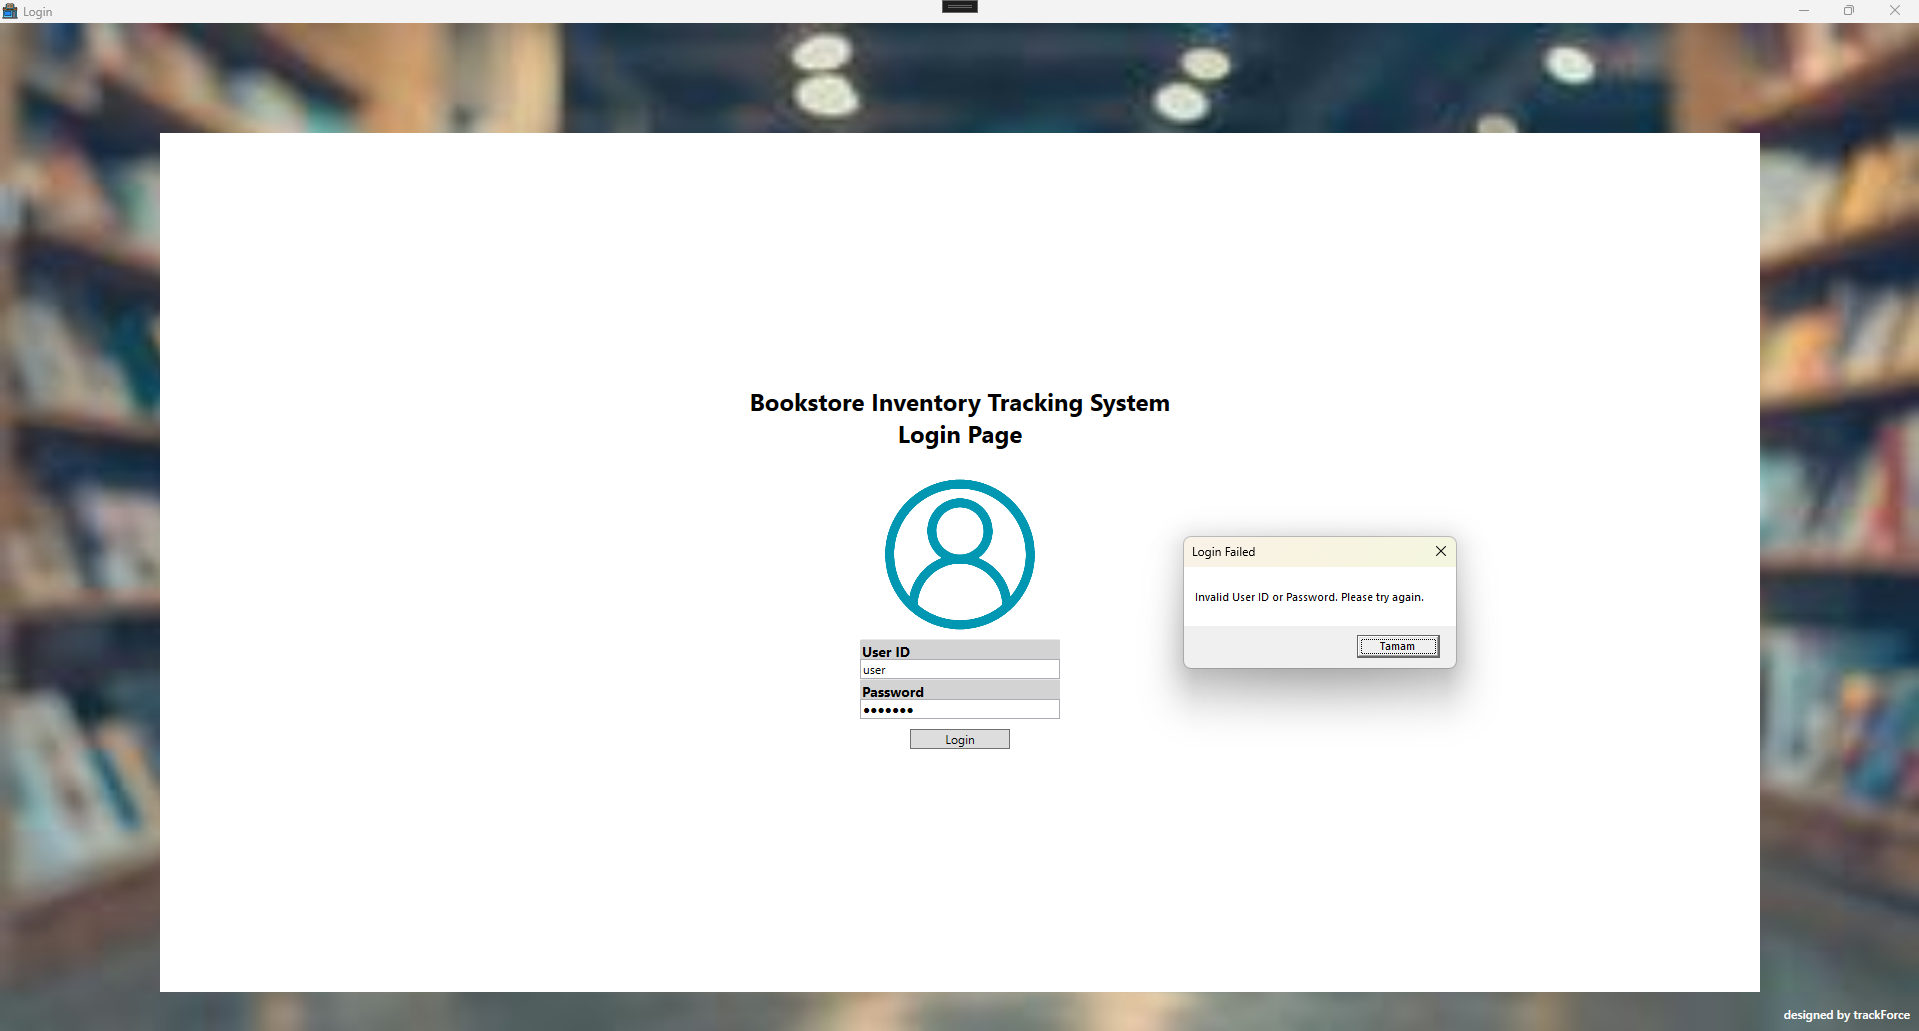 Login
Bookstore Inventory Tracking System
Login Page
Login Failed
Invalid User ID or Password. Please try again.
Tamam
User ID
user
Password
Login
designed by trackForce